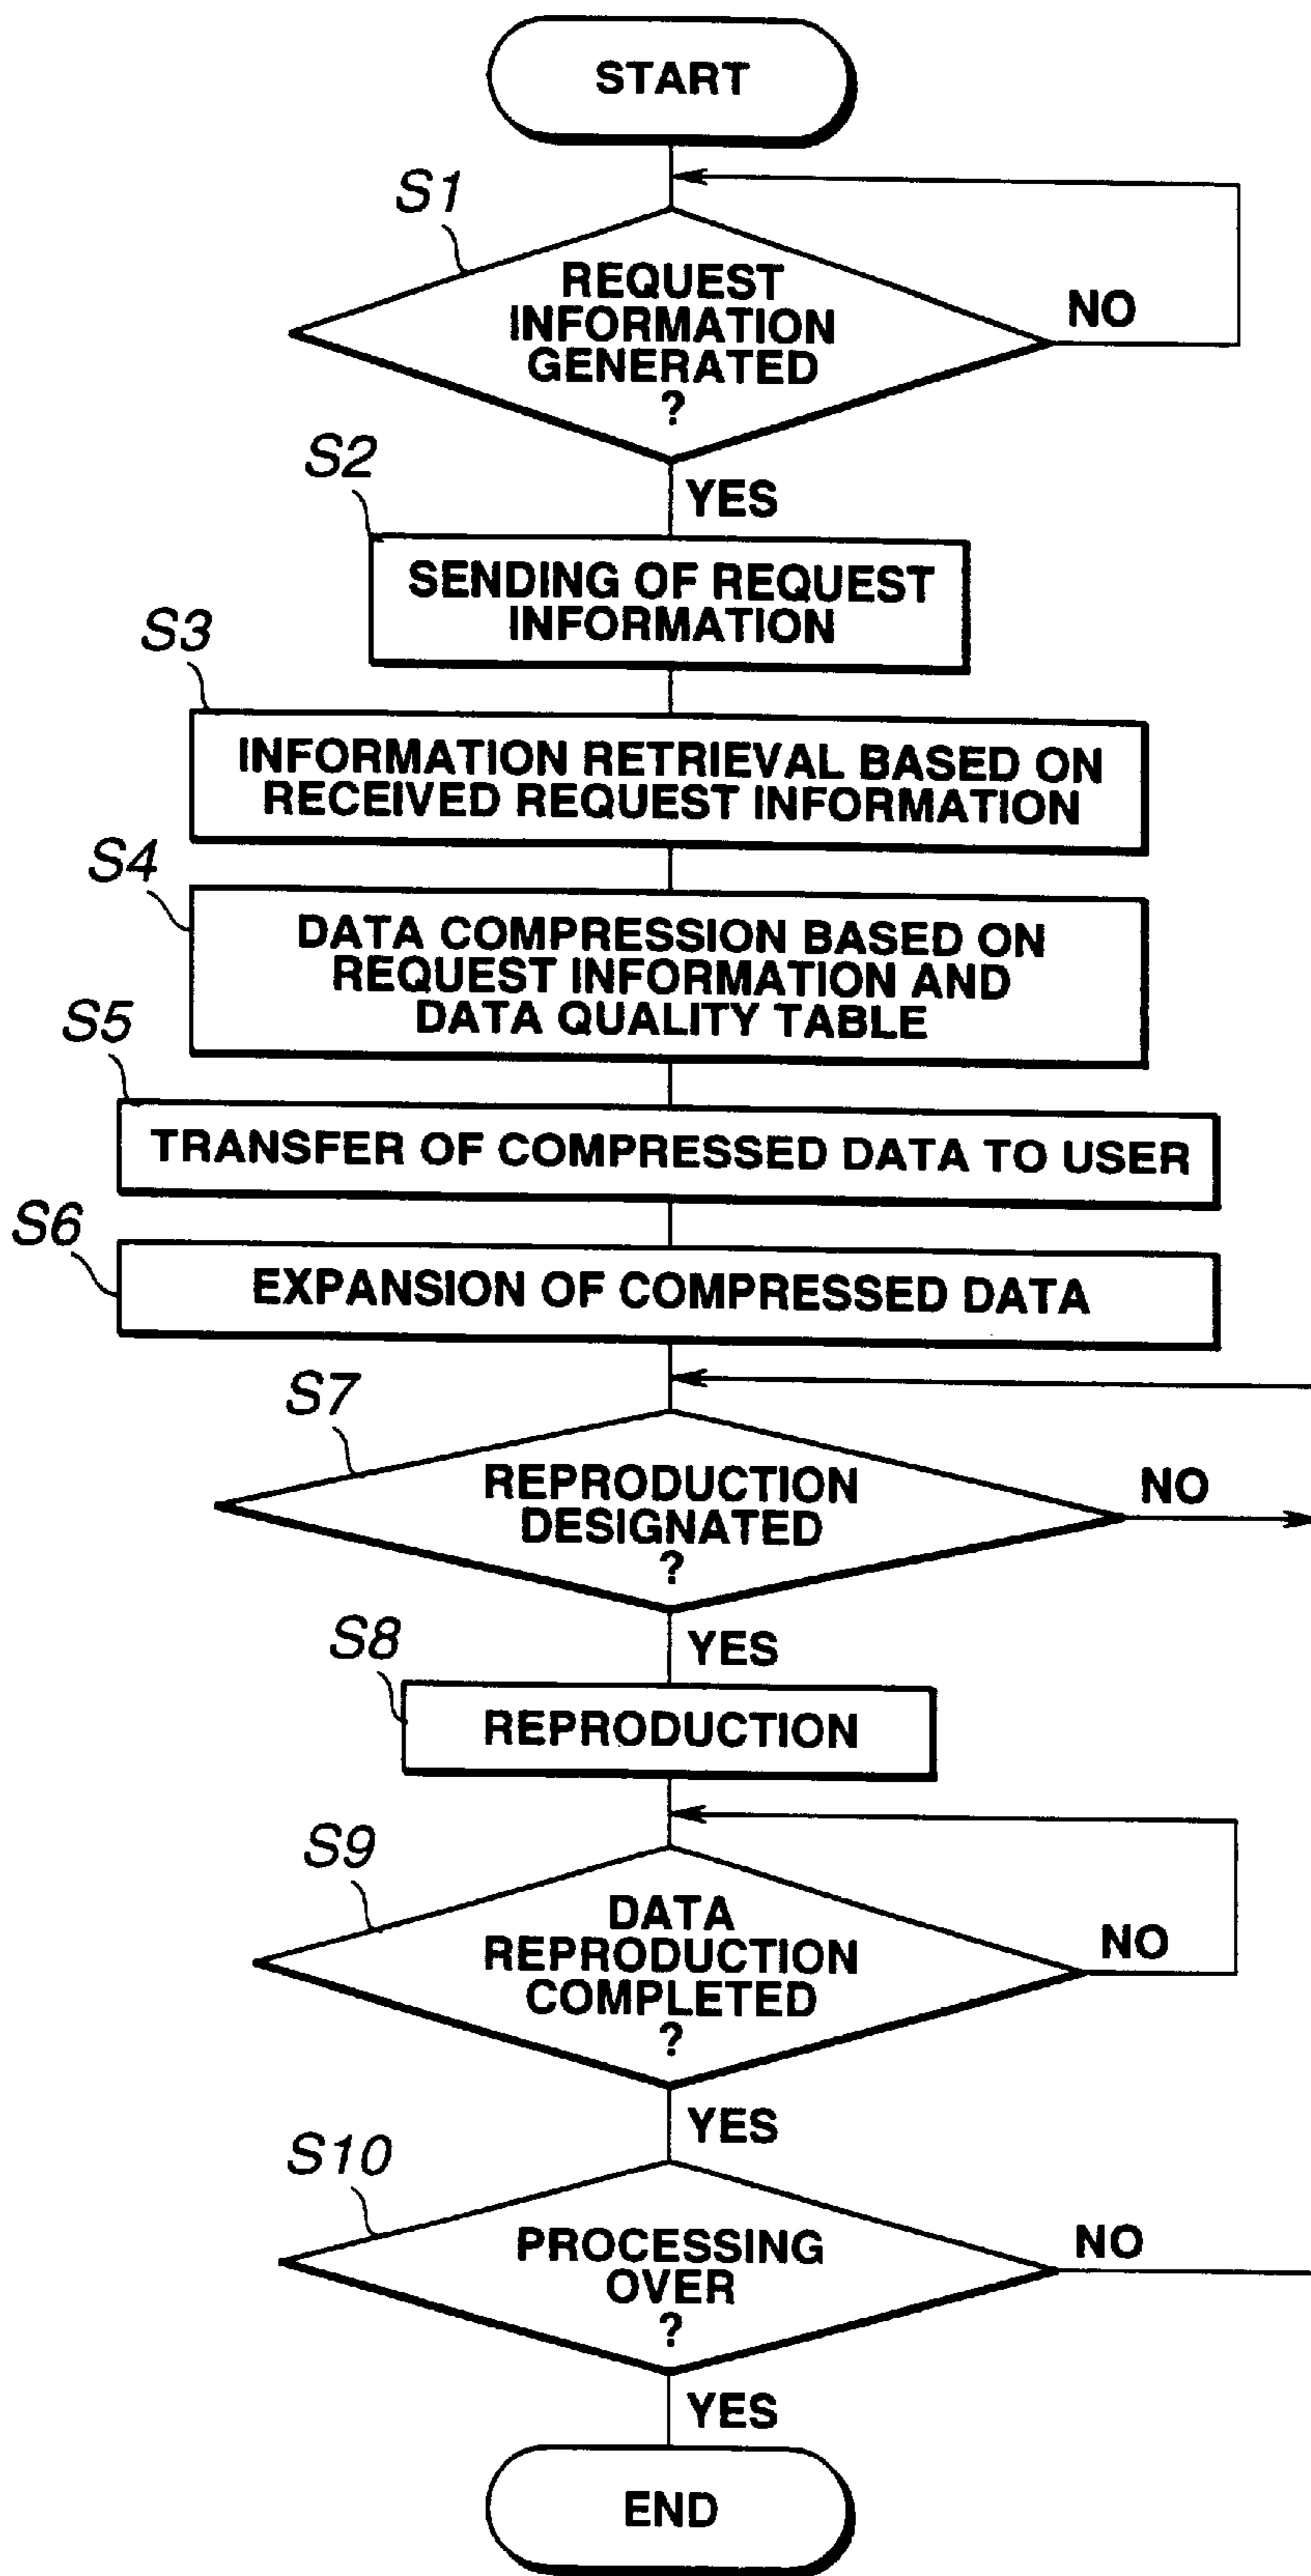 START
S1
REQUEST
INFORMATION
GENERATED
?
NO
YES
S2
SENDING OF REQUEST
INFORMATION
S3
INFORMATION RETRIEVAL BASED ON
RECEIVED REQUEST INFORMATION
S4
DATA COMPRESSION BASED ON
REQUEST INFORMATION AND
DATA QUALITY TABLE
S5
TRANSFER OF COMPRESSED DATA TO USER
S6
EXPANSION OF COMPRESSED DATA
S7
REPRODUCTION
DESIGNATED
?
NO
YES
S8
REPRODUCTION
S9
DATA
REPRODUCTION
COMPLETED
?
NO
YES
S10
PROCESSING
OVER
?
NO
YES
END